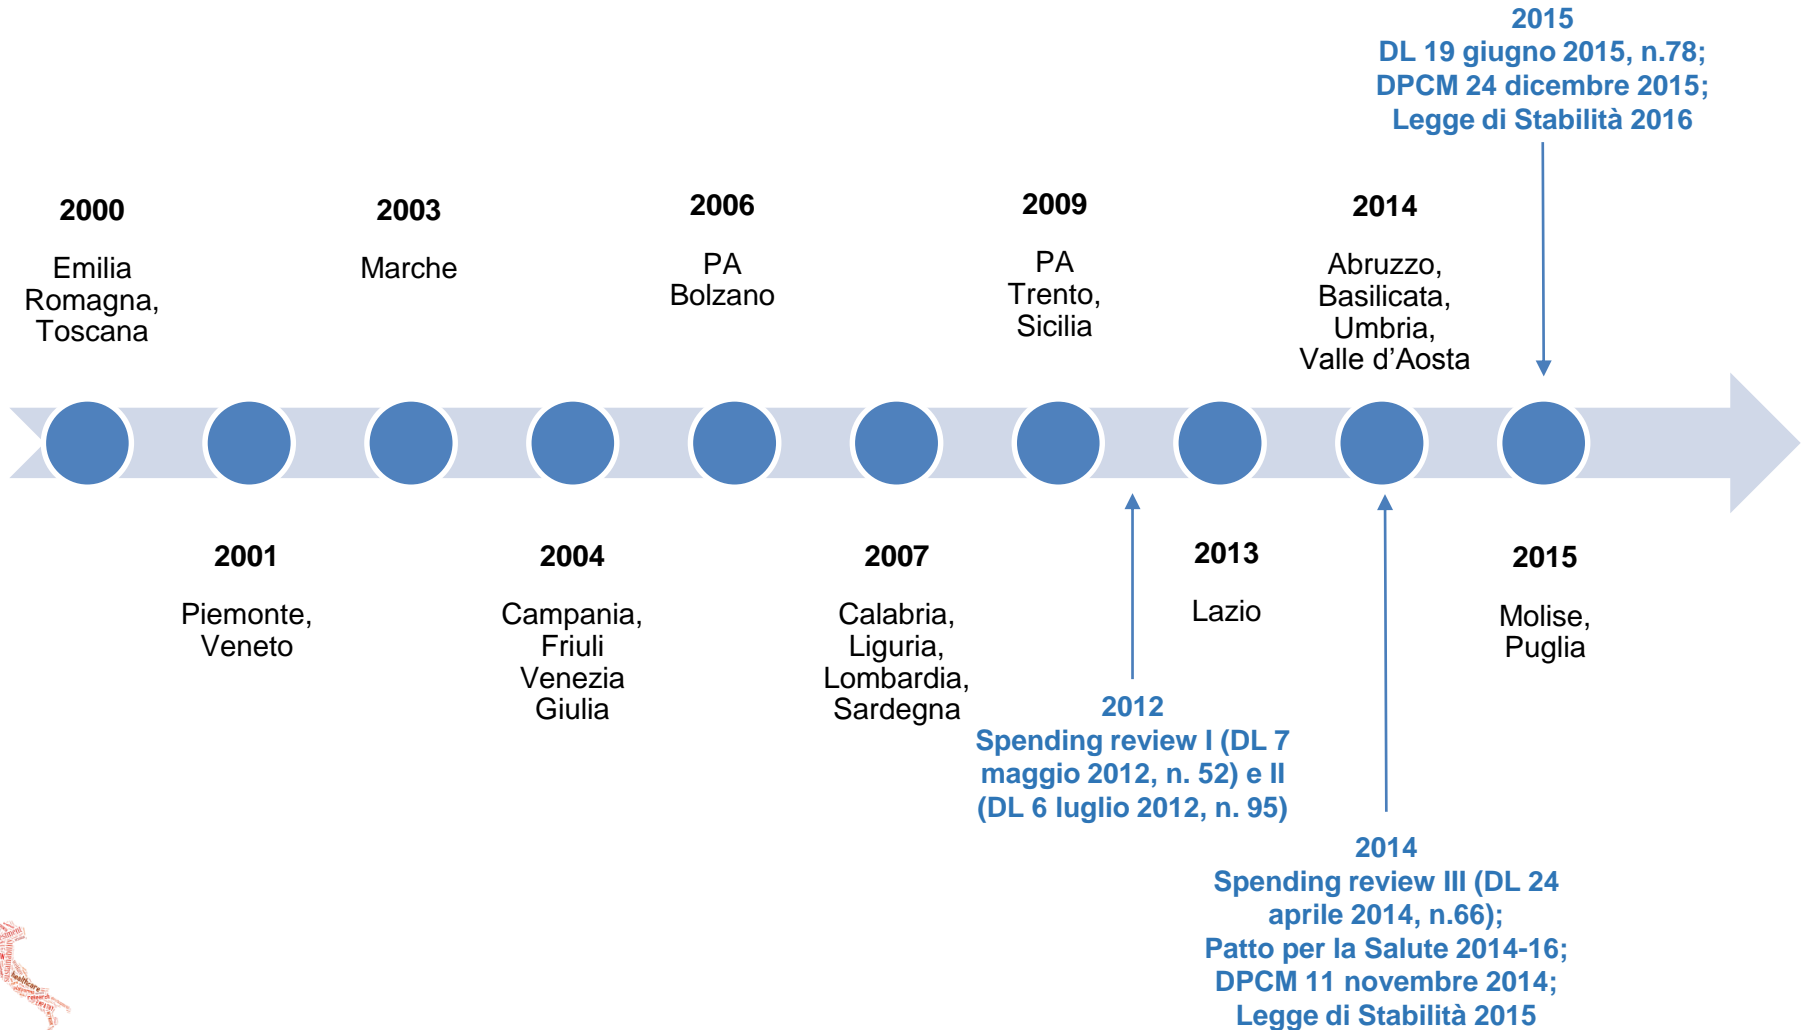 2015
DL 19 giugno 2015, n.78;
DPCM 24 dicembre 2015;
Legge di Stabilità 2016
2000
Emilia
Romagna,
Toscana
2003
Marche
2006
PA
Bolzano
2009
PA
Trento,
Sicilia
2014
Abruzzo,
Basilicata,
Umbria,
Valle d’Aosta
2001
Piemonte,
Veneto
2004
Campania,
Friuli
Venezia
Giulia
2007
Calabria,
Liguria,
Lombardia,
Sardegna
2013
Lazio
2015
Molise,
Puglia
2012
Spending review I (DL 7
maggio 2012, n. 52) e II
(DL 6 luglio 2012, n. 95)
2014
Spending review III (DL 24
aprile 2014, n.66);
Patto per la Salute 2014-16;
DPCM 11 novembre 2014;
Legge di Stabilità 2015
sustainability
healthcare